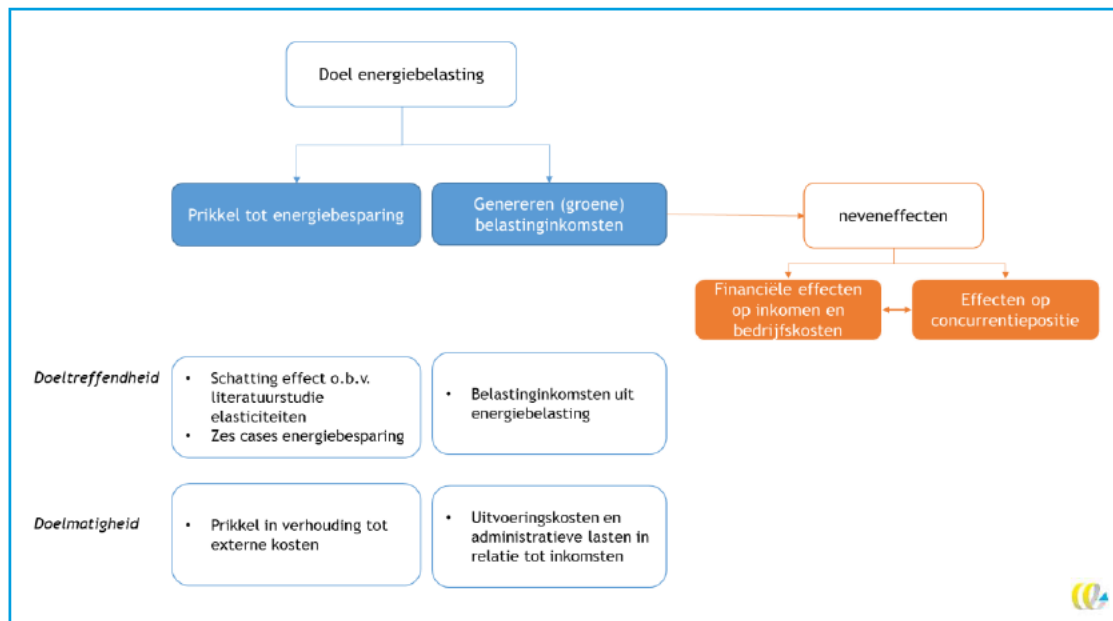 Doel energiebelasting
Prikkel tot energiebesparing
Genereren (groene)
belastinginkomsten
neveneffecten
Financiële effecten
op inkomen en
bedrijfskosten
Effecten op
concurrentiepositie
Doeltreffendheid
• Schatting effect o.b.v.
literatuurstudie
elasticiteiten
• Zes cases energiebesparing
• Belastinginkomsten uit
energiebelasting
Doelmatigheid
• Prikkel in verhouding tot
externe kosten
• Uitvoeringskosten en
administratieve lasten in
relatie tot inkomsten